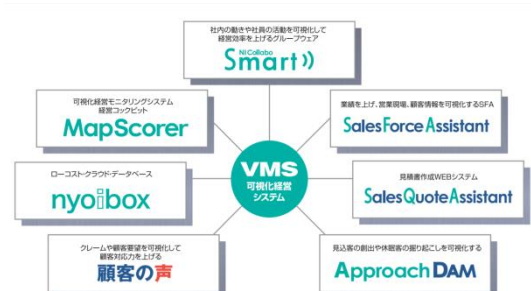 社内の動きや社員の活動を可視化して
経営効率を上げるグループウェア
NI Collabo
Smart
可視化経営モニタリングシステム
経営コックピット
MapScorer
業績を上げ、営業現場、顧客情報を可視化するSFA
SalesForceAssistant
ローコスト・クラウド・データベース
nyoibox
VMS
可視化経営
システム
見積書作成WEBシステム
SalesQuoteAssistant
クレームや顧客要望を可視化して
顧客対応力を上げる
顧客の声
見込客の創出や休眠客の掘り起こしを可視化する
Approach DAM